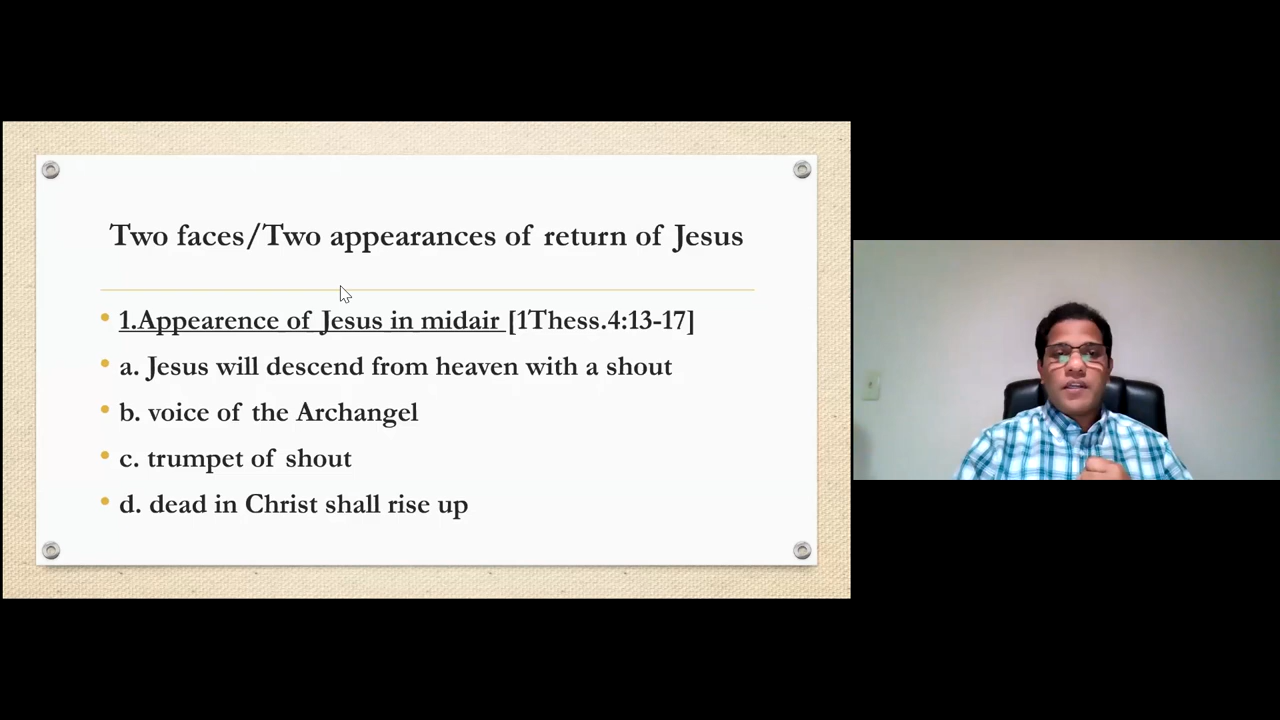 Two faces/Two appearances of return of Jesus
• 1.Appearence of Jesus in midair [1Thess.4:13-17]
• a. Jesus will descend from heaven with a shout
• b. voice of the Archangel
• c. trumpet of shout
• d. dead in Christ shall rise up